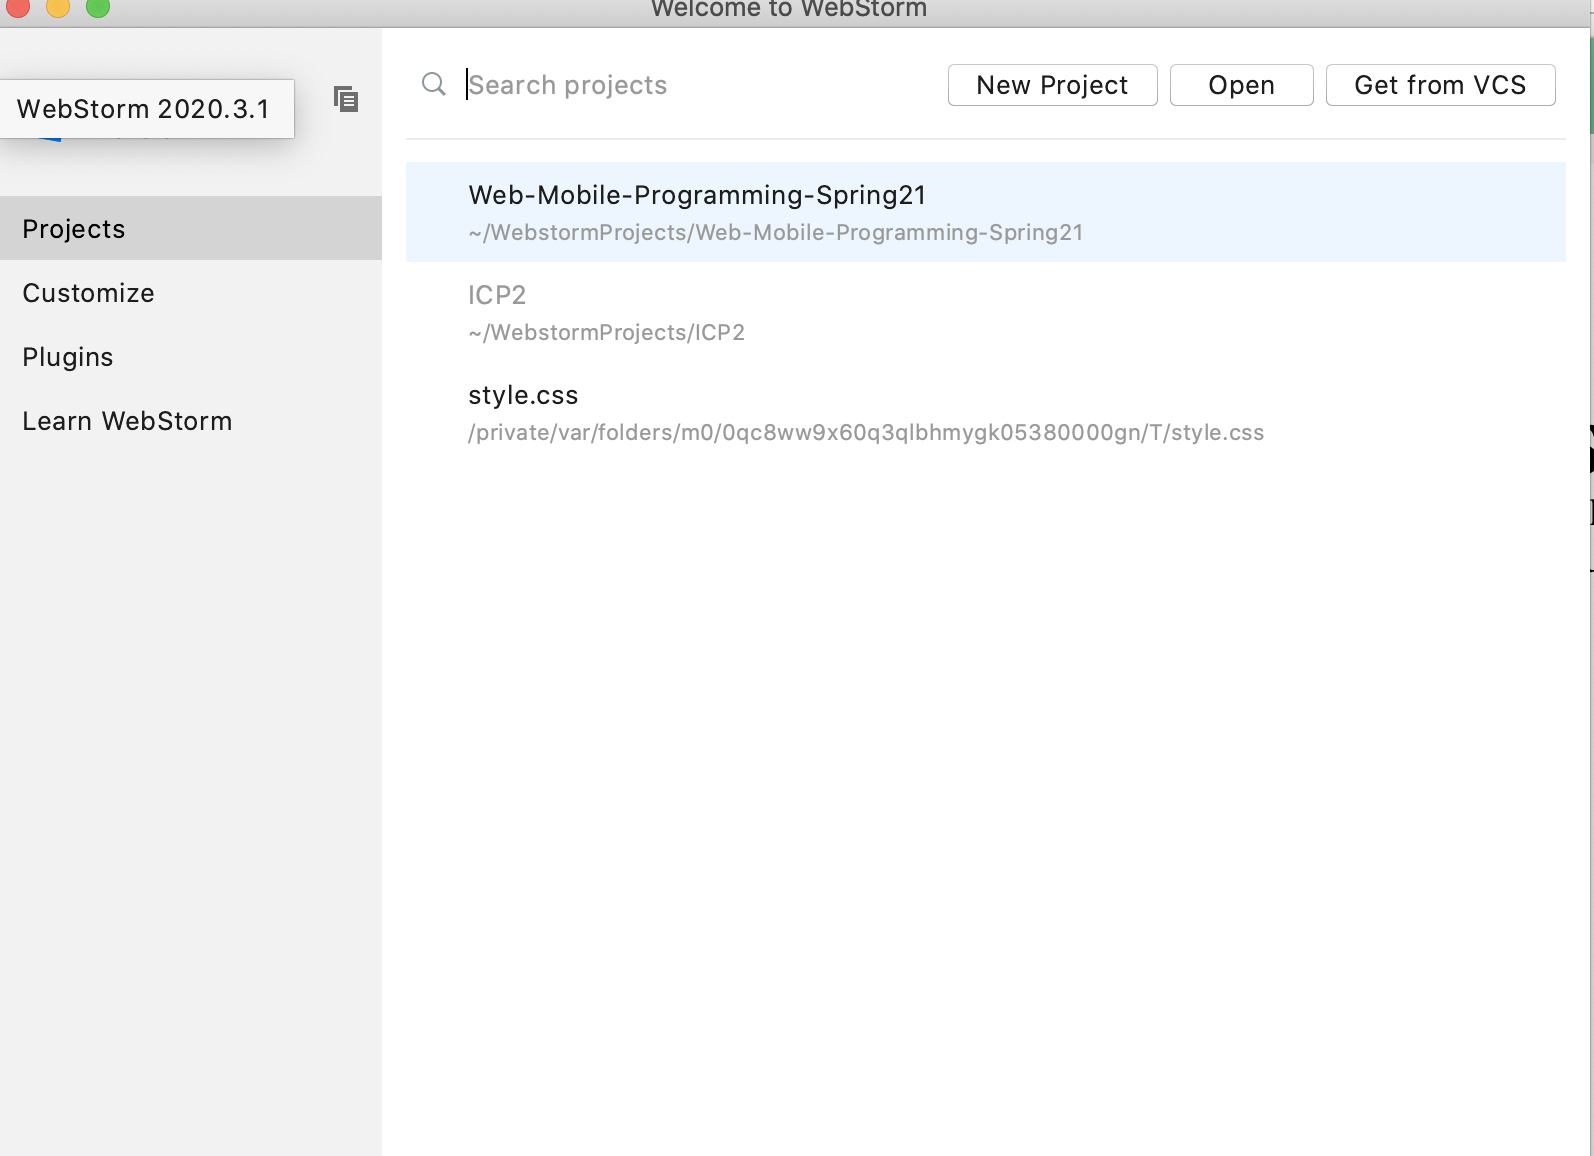 Welcome to WebStorm
WebStorm 2020.3.1
Search projects
New Project
Open
Get from VCS
Projects
Customize
Plugins
Learn WebStorm
Web-Mobile-Programming-Spring21
~/WebstormProjects/Web-Mobile-Programming-Spring21
ICP2
~/WebstormProjects/ICP2
style.css
/private/var/folders/m0/0qc8ww9x60q3qlbhmygk05380000gn/T/style.css